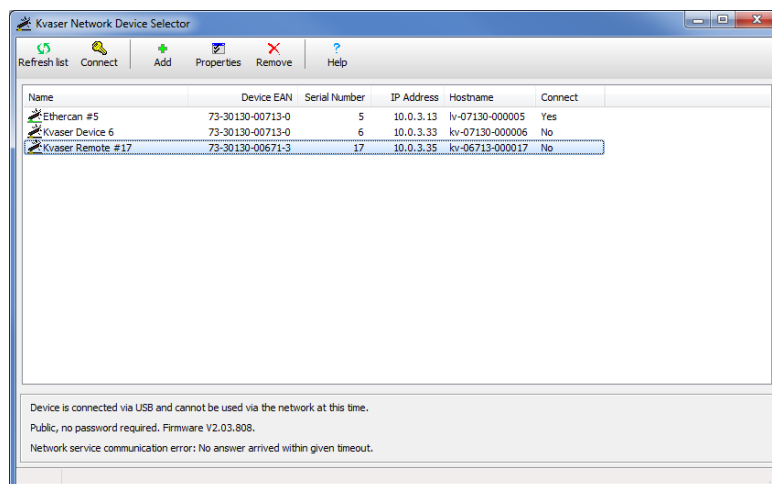 Kvaser Network Device Selector
Refresh list Connect Add Properties Remove Help
Name Device EAN Serial Number IP Address Hostname Connect
Ethercan #5 73-30130-00713-0 5 10.0.3.13 lv-07130-000005 Yes
Kvaser Device 6 73-30130-00713-0 6 10.0.3.33 kv-07130-000006 No
Kvaser Remote #17 73-30130-00671-3 17 10.0.3.35 kv-06713-000017 No
Device is connected via USB and cannot be used via the network at this time.
Public, no password required. Firmware V2.03.808.
Network service communication error: No answer arrived within given timeout.